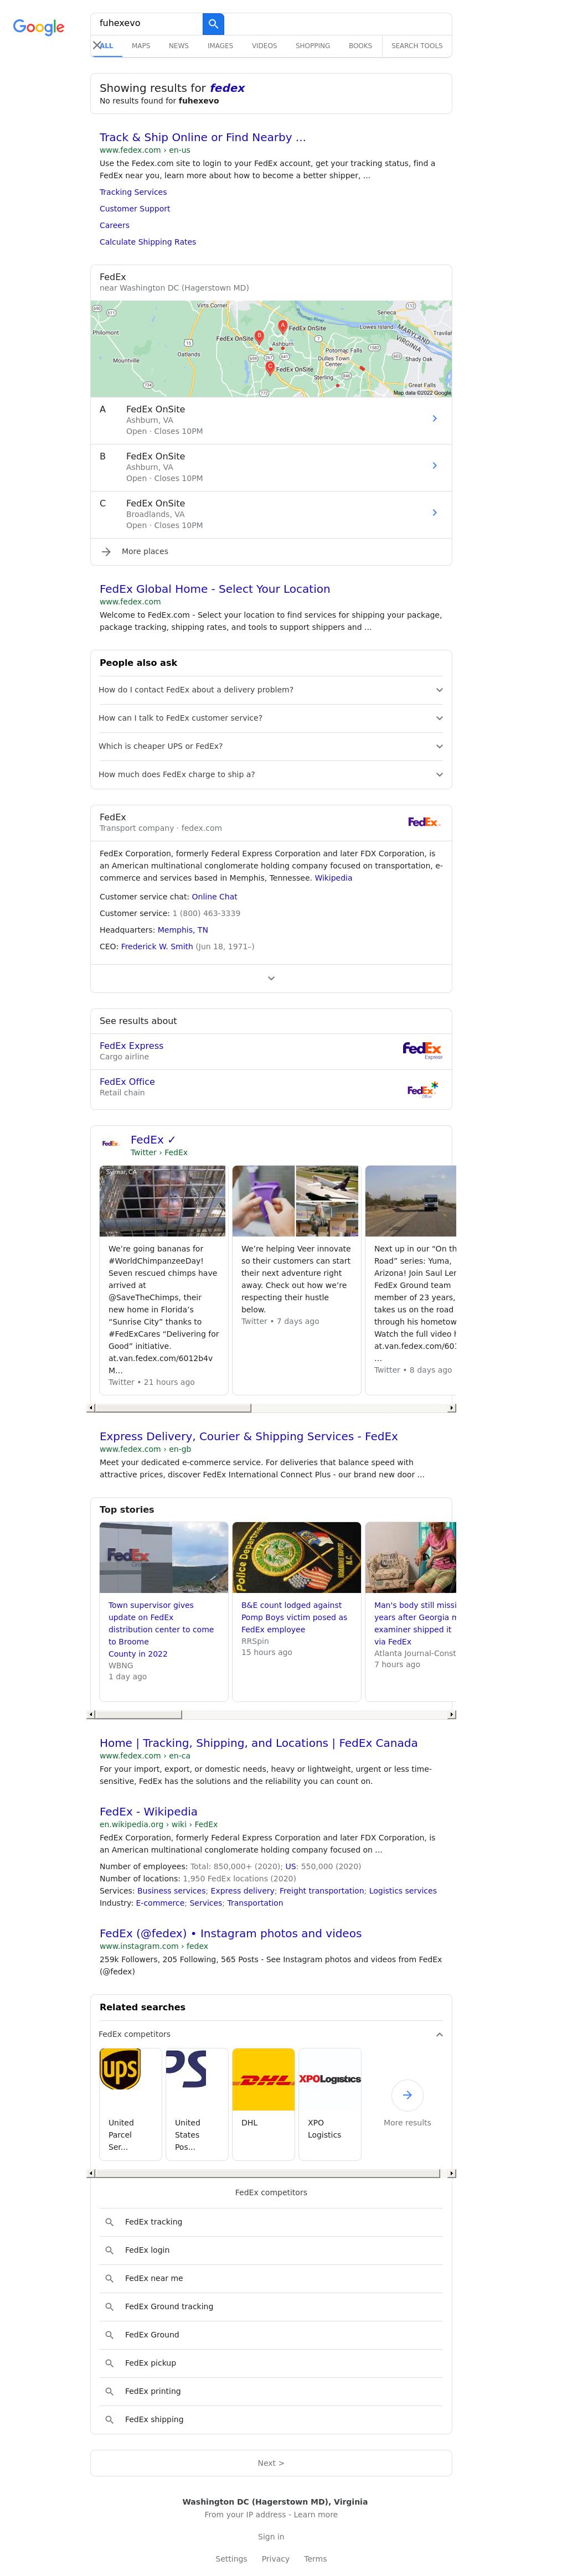 Google
fuhexevo
ALL MAPS NEWS IMAGES VIDEOS SHOPPING BOOKS SEARCH TOOLS
Showing results for fedex
No results found for fuhexevo
Track & Ship Online or Find Nearby ...
www.fedex.com › en-us
Use the Fedex.com site to login to your FedEx account, get your tracking status, find a
FedEx near you, learn more about how to become a better shipper, ...
Tracking Services
Customer Support
Careers
Calculate Shipping Rates
FedEx
near Washington DC (Hagerstown MD)
Virts Corner
Seneca
Lowes Island
MARYLAND
VIRGINIA
Travilah
Philomont
FedEx OnSite
FedEx OnSite
Ashburn
Oatlands
Potomac Falls
Dulles Town Center
Mountville
FedEx OnSite
Shady Oak
Sterling
Great Falls
Map data ©2022 Google
A FedEx OnSite
Ashburn, VA
Open · Closes 10PM
B FedEx OnSite
Ashburn, VA
Open · Closes 10PM
C FedEx OnSite
Broadlands, VA
Open · Closes 10PM
More places
FedEx Global Home - Select Your Location
www.fedex.com
Welcome to FedEx.com - Select your location to find services for shipping your package,
package tracking, shipping rates, and tools to support shippers and ...
People also ask
How do I contact FedEx about a delivery problem?
How can I talk to FedEx customer service?
Which is cheaper UPS or FedEx?
How much does FedEx charge to ship a?
FedEx
Transport company · fedex.com
FedEx
FedEx Corporation, formerly Federal Express Corporation and later FDX Corporation, is
an American multinational conglomerate holding company focused on transportation, e-
commerce and services based in Memphis, Tennessee. Wikipedia
Customer service chat: Online Chat
Customer service: 1 (800) 463-3339
Headquarters: Memphis, TN
CEO: Frederick W. Smith (Jun 18, 1971–)
See results about
FedEx Express
Cargo airline
FedEx Express
FedEx Office
Retail chain
FedEx Office
FedEx
FedEx ✓
Twitter › FedEx
Sylmar, CA
We're going bananas for
#WorldChimpanzeeDay!
Seven rescued chimps have
arrived at
@SaveTheChimps, their
new home in Florida's
“Sunrise City” thanks to
#FedExCares “Delivering for
Good” initiative.
at.van.fedex.com/6012b4v
M...
Twitter • 21 hours ago
We're helping Veer innovate
so their customers can start
their next adventure right
away. Check out how we're
respecting their hustle
below.
Twitter • 7 days ago
Next up in our “On th
Road” series: Yuma,
Arizona! Join Saul Ler
FedEx Ground team
member of 23 years,
takes us on the road
through his hometow
Watch the full video h
at.van.fedex.com/601
...
Twitter • 8 days ago
Express Delivery, Courier & Shipping Services - FedEx
www.fedex.com › en-gb
Meet your dedicated e-commerce service. For deliveries that balance speed with
attractive prices, discover FedEx International Connect Plus - our brand new door ...
Top stories
FedEx
Police Department
N.C.
Town supervisor gives
update on FedEx
distribution center to come
to Broome
County in 2022
WBNG
1 day ago
B&E count lodged against
Pomp Boys victim posed as
FedEx employee
RRSpin
15 hours ago
Man's body still missi
years after Georgia m
examiner shipped it
via FedEx
Atlanta Journal-Const
7 hours ago
Home | Tracking, Shipping, and Locations | FedEx Canada
www.fedex.com › en-ca
For your import, export, or domestic needs, heavy or lightweight, urgent or less time-
sensitive, FedEx has the solutions and the reliability you can count on.
FedEx - Wikipedia
en.wikipedia.org › wiki › FedEx
FedEx Corporation, formerly Federal Express Corporation and later FDX Corporation, is
an American multinational conglomerate holding company focused on ...
Number of employees: Total: 850,000+ (2020); US: 550,000 (2020)
Number of locations: 1,950 FedEx locations (2020)
Services: Business services; Express delivery; Freight transportation; Logistics services
Industry: E-commerce; Services; Transportation
FedEx (@fedex) • Instagram photos and videos
www.instagram.com › fedex
259k Followers, 205 Following, 565 Posts - See Instagram photos and videos from FedEx
(@fedex)
Related searches
FedEx competitors
ups
PS
DHL
XPOLogistics
United
Parcel
Ser...
United
States
Pos...
DHL
XPO
Logistics
More results
FedEx competitors
FedEx tracking
FedEx login
FedEx near me
FedEx Ground tracking
FedEx Ground
FedEx pickup
FedEx printing
FedEx shipping
Next >
Washington DC (Hagerstown MD), Virginia
From your IP address - Learn more
Sign in
Settings Privacy Terms